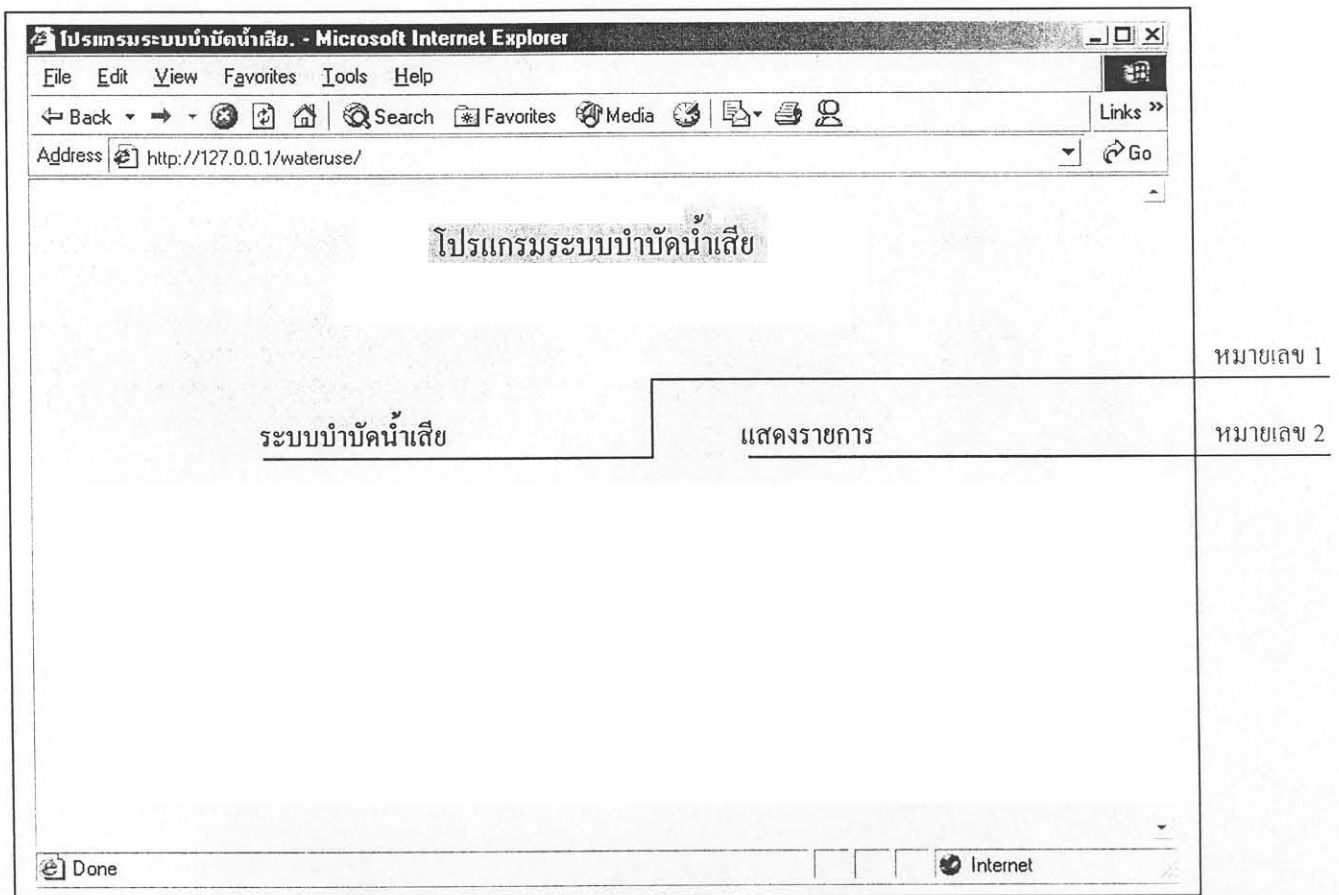 โปรแกรมระบบบำบัดน้ำเสีย. - Microsoft Internet Explorer
File Edit View Favorites Tools Help
Back Search Favorites Media Links »
Address http://127.0.0.1/wateruse/ Go
โปรแกรมระบบบำบัดน้ำเสีย
หมายเลข 1
ระบบบำบัดน้ำเสีย แสดงรายการ หมายเลข 2
Done Internet